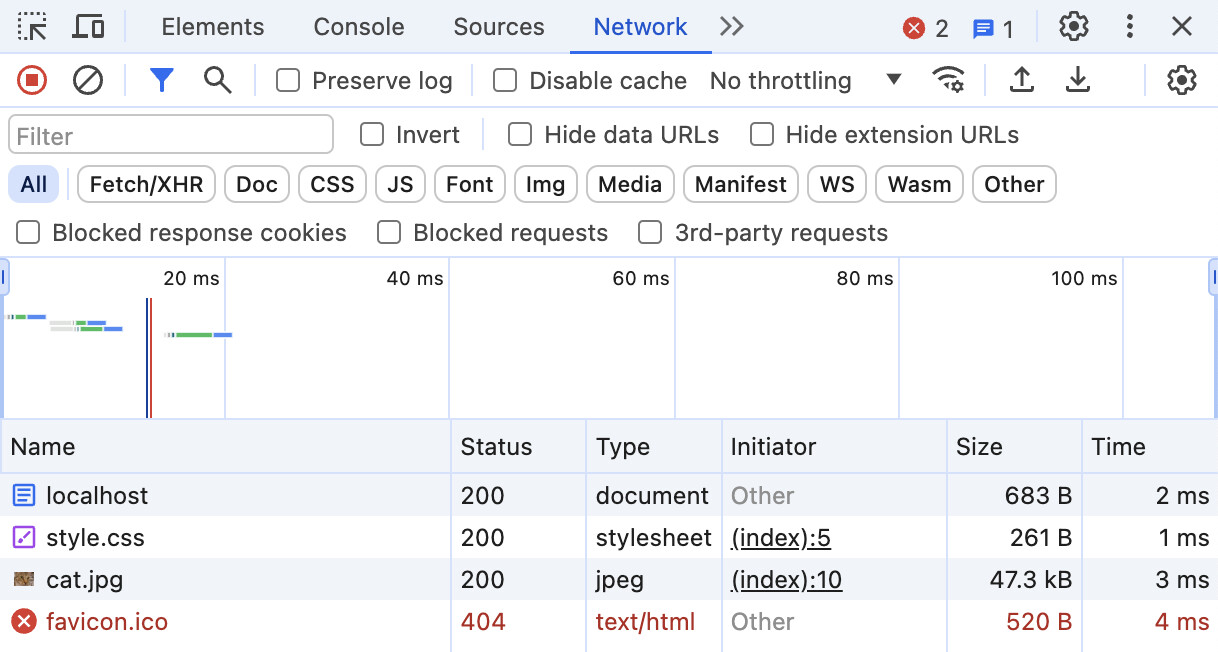 Elements Console Sources Network 2 1
Preserve log Disable cache No throttling
Filter Invert Hide data URLs Hide extension URLs
All Fetch/XHR Doc CSS JS Font Img Media Manifest WS Wasm Other
Blocked response cookies Blocked requests 3rd-party requests
20 ms 40 ms 60 ms 80 ms 100 ms
Name Status Type Initiator Size Time
localhost 200 document Other 683 B 2 ms
style.css 200 stylesheet (index):5 261 B 1 ms
cat.jpg 200 jpeg (index):10 47.3 kB 3 ms
favicon.ico 404 text/html Other 520 B 4 ms